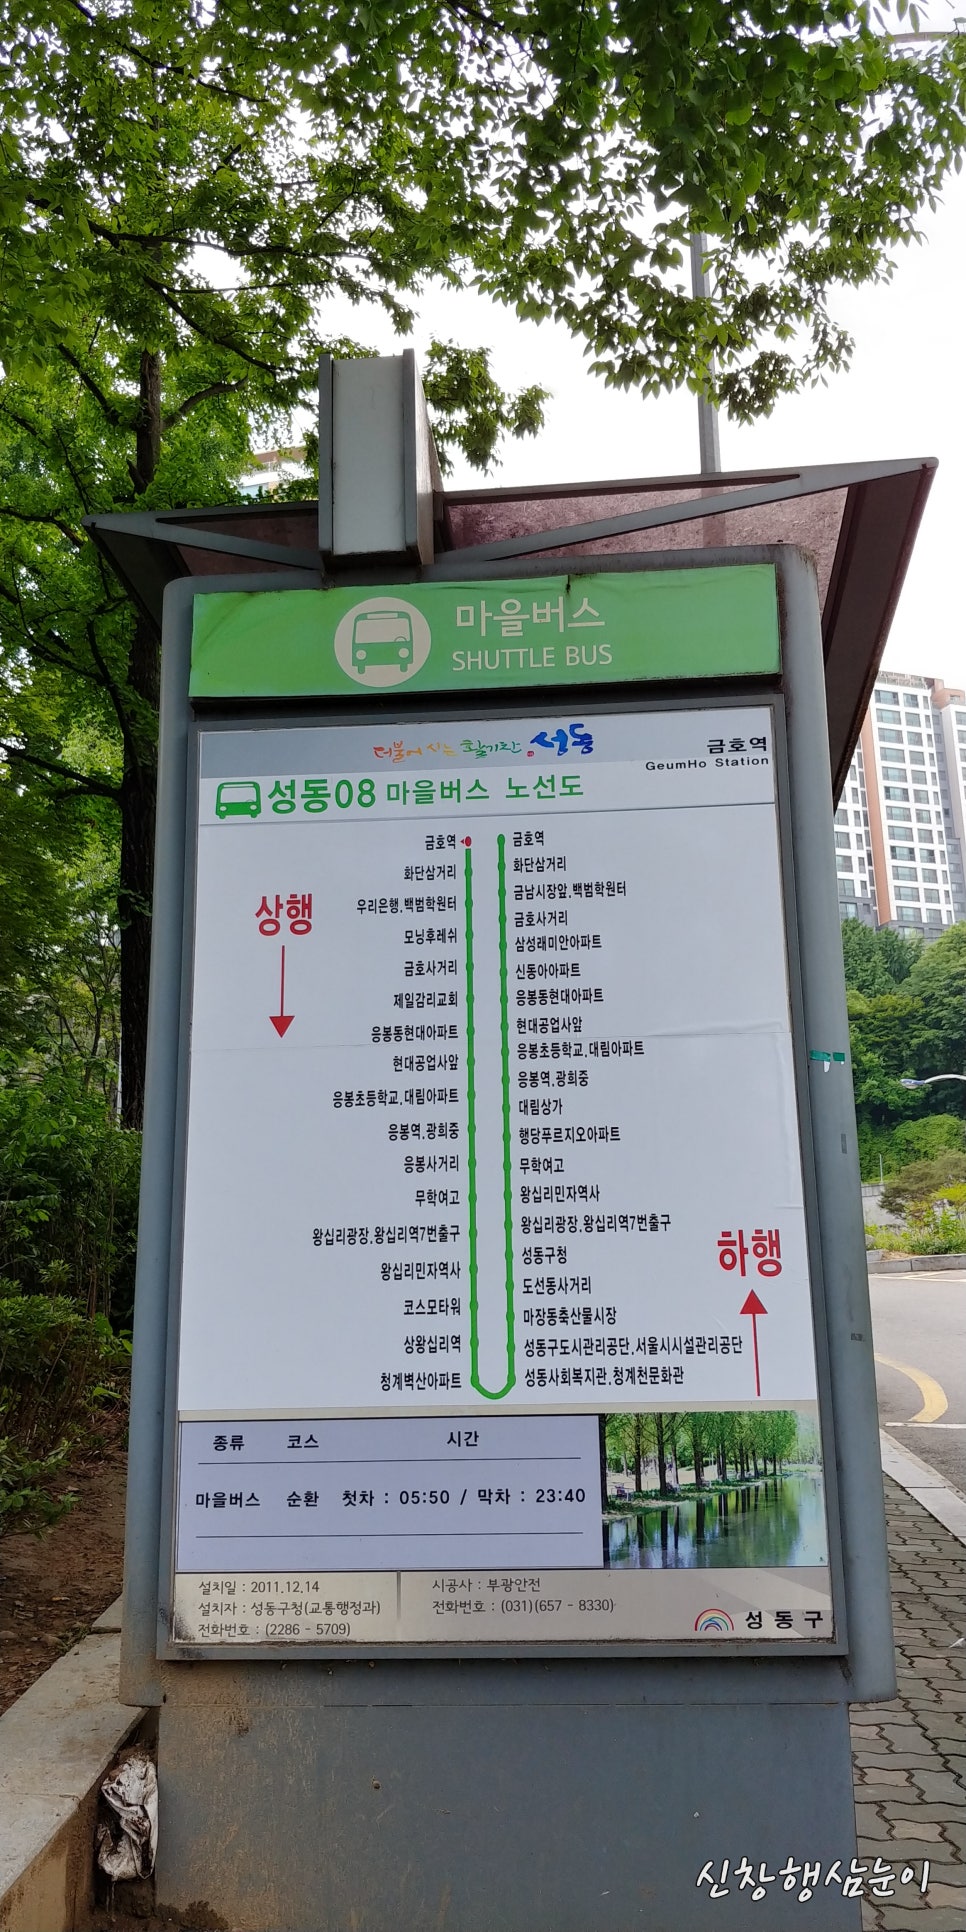 마을버스
SHUTTLE BUS
더불어 사는 활기찬 성동
금호역
GeumHo Station
성동08 마을버스 노선도
상행
금호역
화단삼거리
우리은행.백범학원터
모닝후레쉬
금호사거리
제일감리교회
응봉동현대아파트
현대공업사앞
응봉초등학교.대림아파트
응봉역.광희중
응봉사거리
무학여고
왕십리광장.왕십리역7번출구
왕십리민자역사
코스모타워
상왕십리역
청계벽산아파트
금호역
화단삼거리
금남시장앞.백범학원터
금호사거리
삼성래미안아파트
신동아아파트
응봉동현대아파트
현대공업사앞
응봉초등학교.대림아파트
응봉역.광희중
대림상가
행당푸르지오아파트
무학여고
왕십리민자역사
왕십리광장.왕십리역7번출구
성동구청
도선동사거리
마장동축산물시장
성동구도시관리공단.서울시시설관리공단
성동사회복지관.청계천문화관
하행
종류 코스 시간
마을버스 순환 첫차 : 05:50 / 막차 : 23:40
설치일 : 2011.12.14
설치자 : 성동구청(교통행정과)
전화번호 : (2286 - 5709)
시공사 : 부광안전
전화번호 : (031)(657 - 8330)
성동구
신창행삼눈이